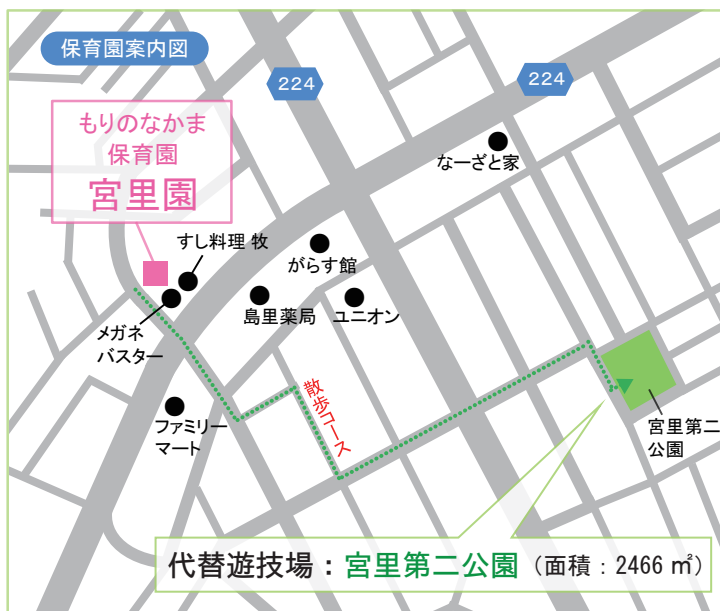 保育園案内図
224
224
もりのなかま
保育園
宮里園
なーざと家
すし料理 牧
がらす館
メガネ
バスター
島里薬局
ユニオン
散歩コース
ファミリー
マート
宮里第二
公園
代替遊技場：宮里第二公園（面積：2466 ㎡）